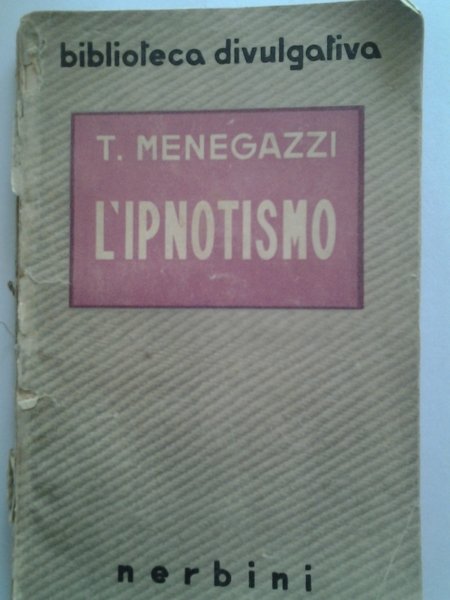 biblioteca divulgativa
T. MENEGAZZI
L'IPNOTISMO
nerbini